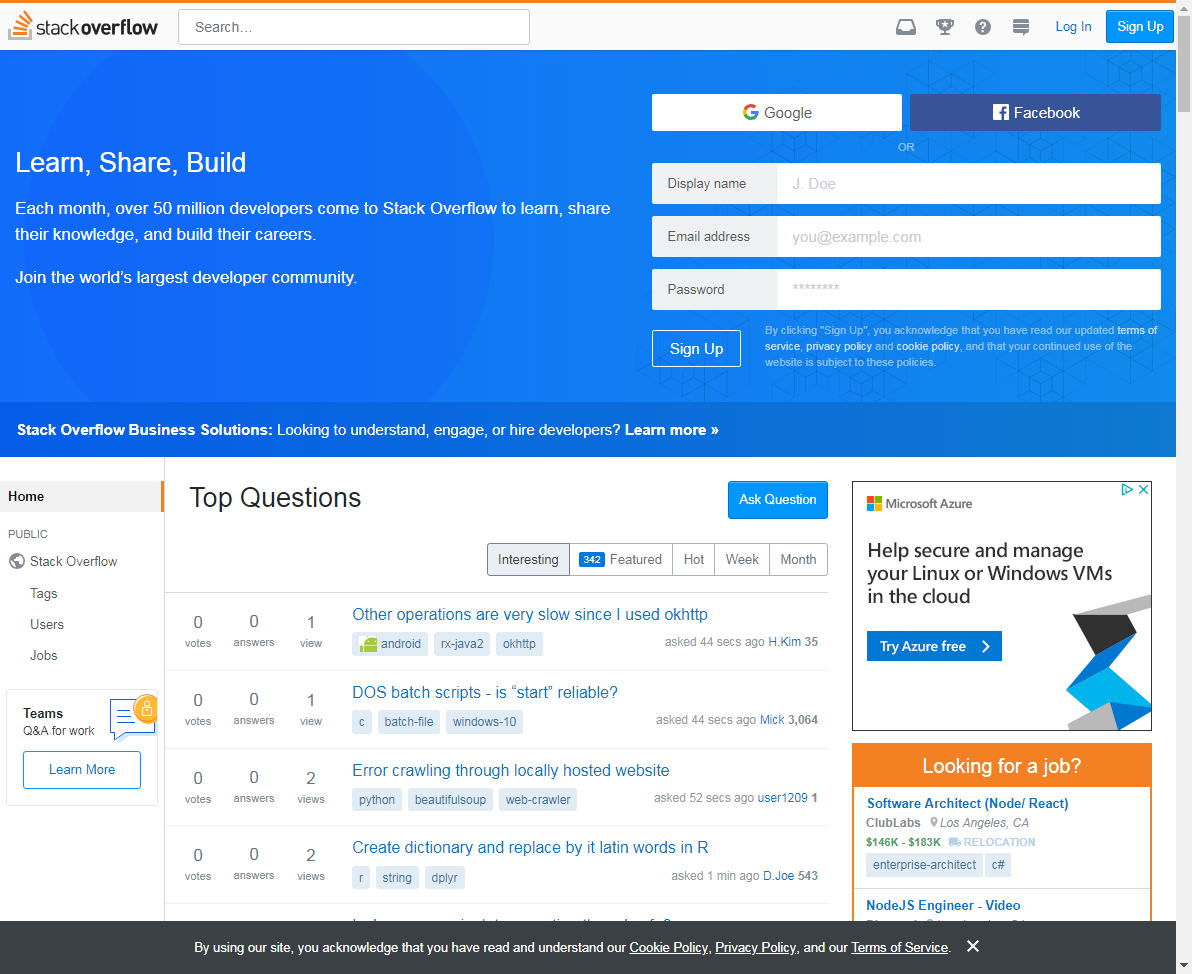 stackoverflow
Search…
Log In
Sign Up
Google
Facebook
OR
Learn, Share, Build
Each month, over 50 million developers come to Stack Overflow to learn, share
their knowledge, and build their careers.
Join the world’s largest developer community.
Display name
J. Doe
Email address
you@example.com
Password
********
Sign Up
By clicking "Sign Up", you acknowledge that you have read our updated terms of
service, privacy policy and cookie policy, and that your continued use of the
website is subject to these policies.
Stack Overflow Business Solutions: Looking to understand, engage, or hire developers? Learn more »
Home
PUBLIC
Stack Overflow
Tags
Users
Jobs
Teams
Q&A for work
Learn More
Top Questions
Ask Question
Interesting
342 Featured
Hot
Week
Month
0 votes
0 answers
1 view
Other operations are very slow since I used okhttp
android rx-java2 okhttp
asked 44 secs ago H.Kim 35
0 votes
0 answers
1 view
DOS batch scripts - is “start” reliable?
c batch-file windows-10
asked 44 secs ago Mick 3,064
0 votes
0 answers
2 views
Error crawling through locally hosted website
python beautifulsoup web-crawler
asked 52 secs ago user1209 1
0 votes
0 answers
2 views
Create dictionary and replace by it latin words in R
r string dplyr
asked 1 min ago D.Joe 543
Microsoft Azure
Help secure and manage
your Linux or Windows VMs
in the cloud
Try Azure free
Looking for a job?
Software Architect (Node/ React)
ClubLabs Los Angeles, CA
$146K - $183K RELOCATION
enterprise-architect c#
NodeJS Engineer - Video
By using our site, you acknowledge that you have read and understand our Cookie Policy, Privacy Policy, and our Terms of Service.